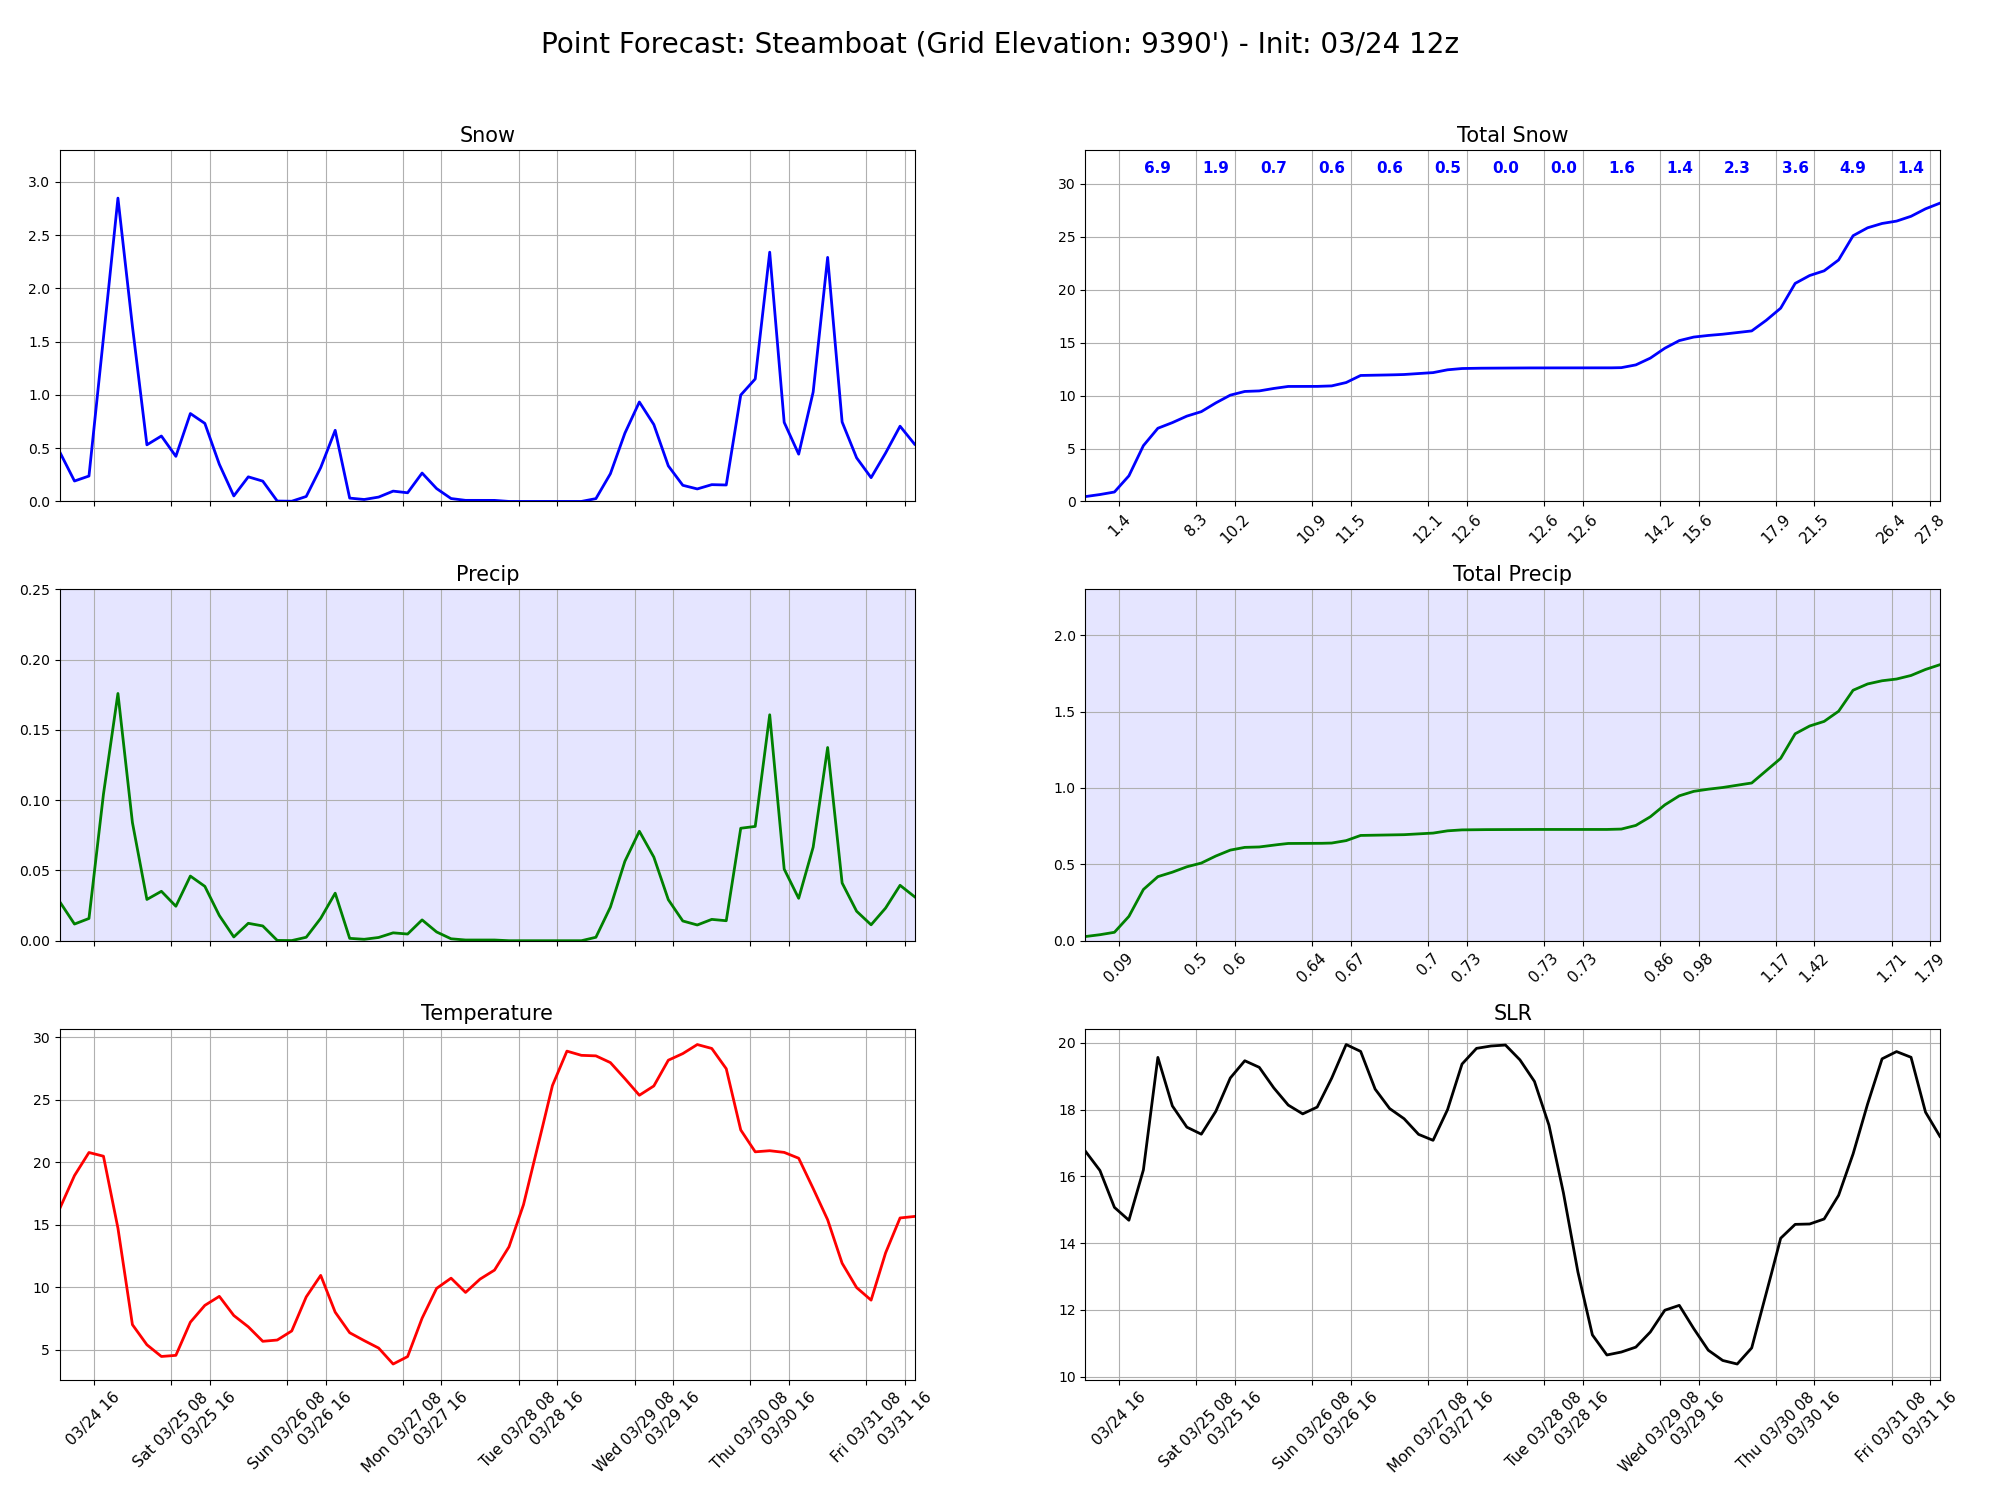 Point Forecast: Steamboat (Grid Elevation: 9390') - Init: 03/24 12z
Snow
3.0
2.5
2.0
1.5
1.0
0.5
0.0
Total Snow
6.9 1.9 0.7 0.6 0.6 0.5 0.0 0.0 1.6 1.4 2.3 3.6 4.9 1.4
30
25
20
15
10
5
0
1.4 8.3 10.2 10.9 11.5 12.1 12.6 12.6 12.6 14.2 15.6 17.9 21.5 26.4 27.8
Precip
0.25
0.20
0.15
0.10
0.05
0.00
Total Precip
2.0
1.5
1.0
0.5
0.0
0.09 0.5 0.6 0.64 0.67 0.7 0.73 0.73 0.73 0.86 0.98 1.17 1.42 1.71 1.79
Temperature
30
25
20
15
10
5
03/24 16
Sat 03/25 08
03/25 16
Sun 03/26 08
03/26 16
Mon 03/27 08
03/27 16
Tue 03/28 08
03/28 16
Wed 03/29 08
03/29 16
Thu 03/30 08
03/30 16
Fri 03/31 08
03/31 16
SLR
20
18
16
14
12
10
03/24 16
Sat 03/25 08
03/25 16
Sun 03/26 08
03/26 16
Mon 03/27 08
03/27 16
Tue 03/28 08
03/28 16
Wed 03/29 08
03/29 16
Thu 03/30 08
03/30 16
Fri 03/31 08
03/31 16